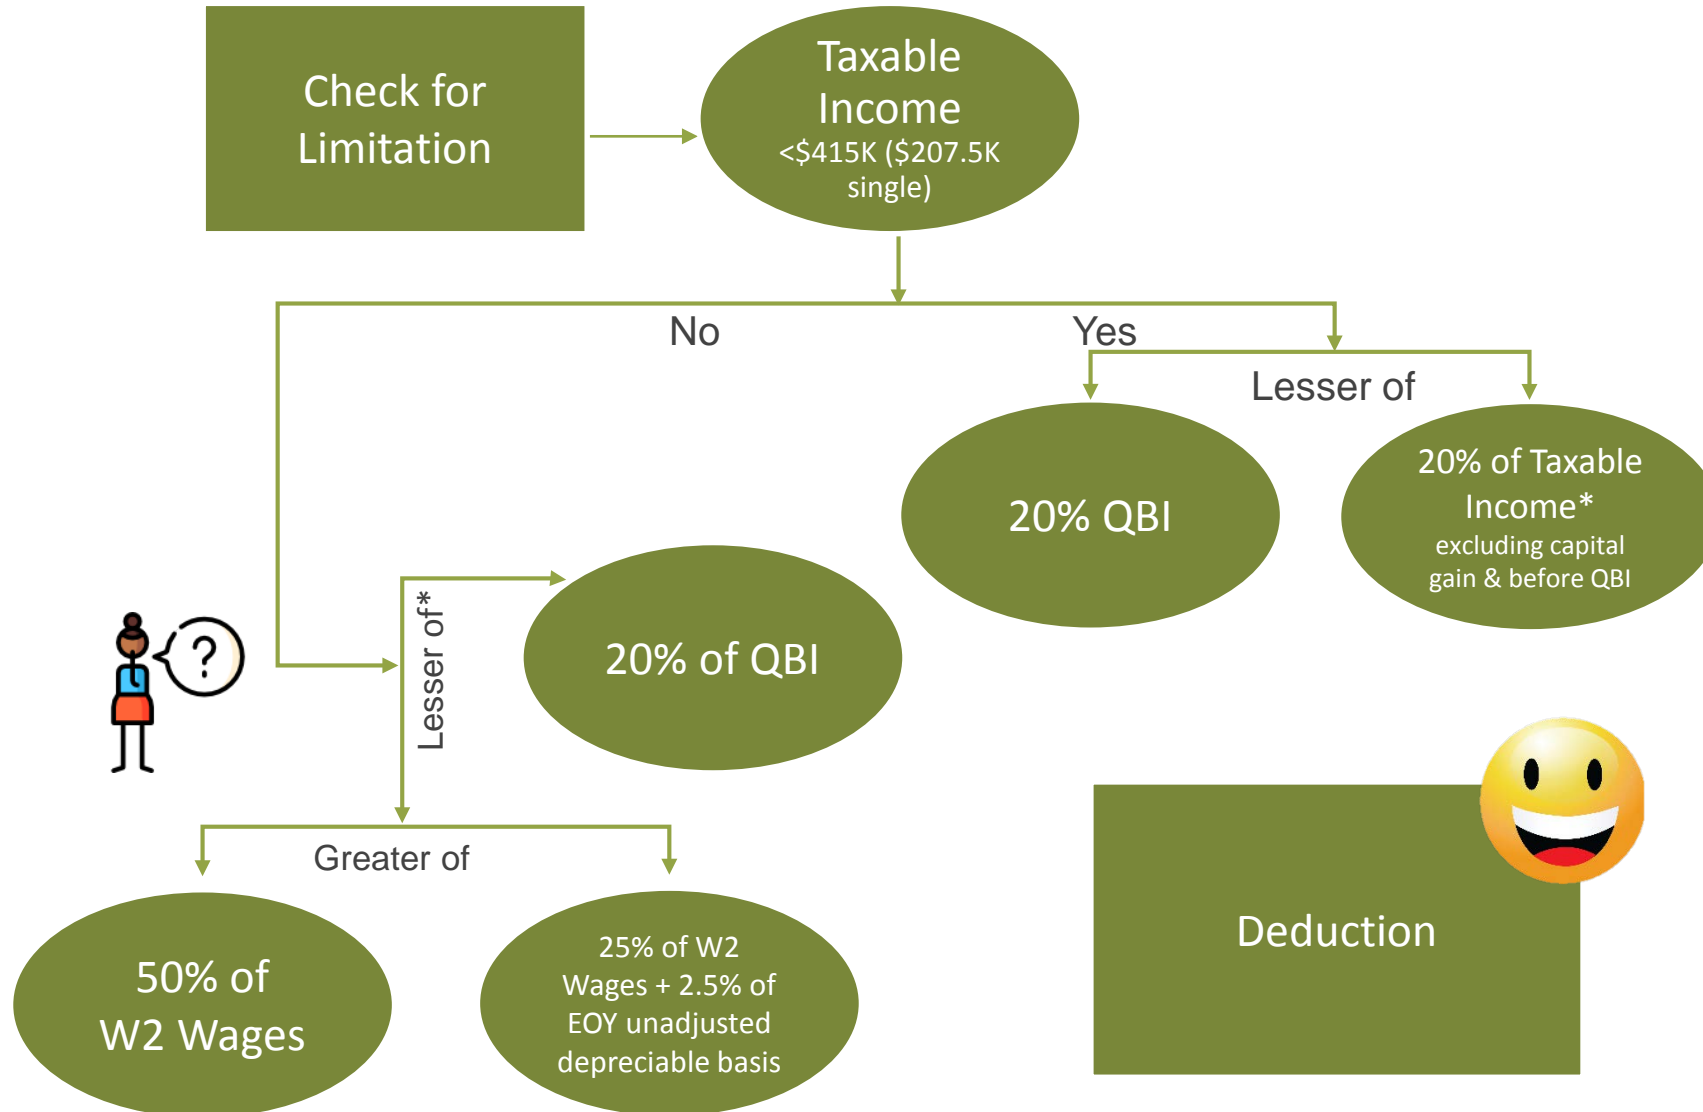 Check for
Limitation
Taxable
Income
<$415K ($207.5K
single)
No
Yes
Lesser of
20% QBI
20% of Taxable
Income*
excluding capital
gain & before QBI
Lesser of*
20% of QBI
?
Greater of
50% of
W2 Wages
25% of W2
Wages + 2.5% of
EOY unadjusted
depreciable basis
Deduction